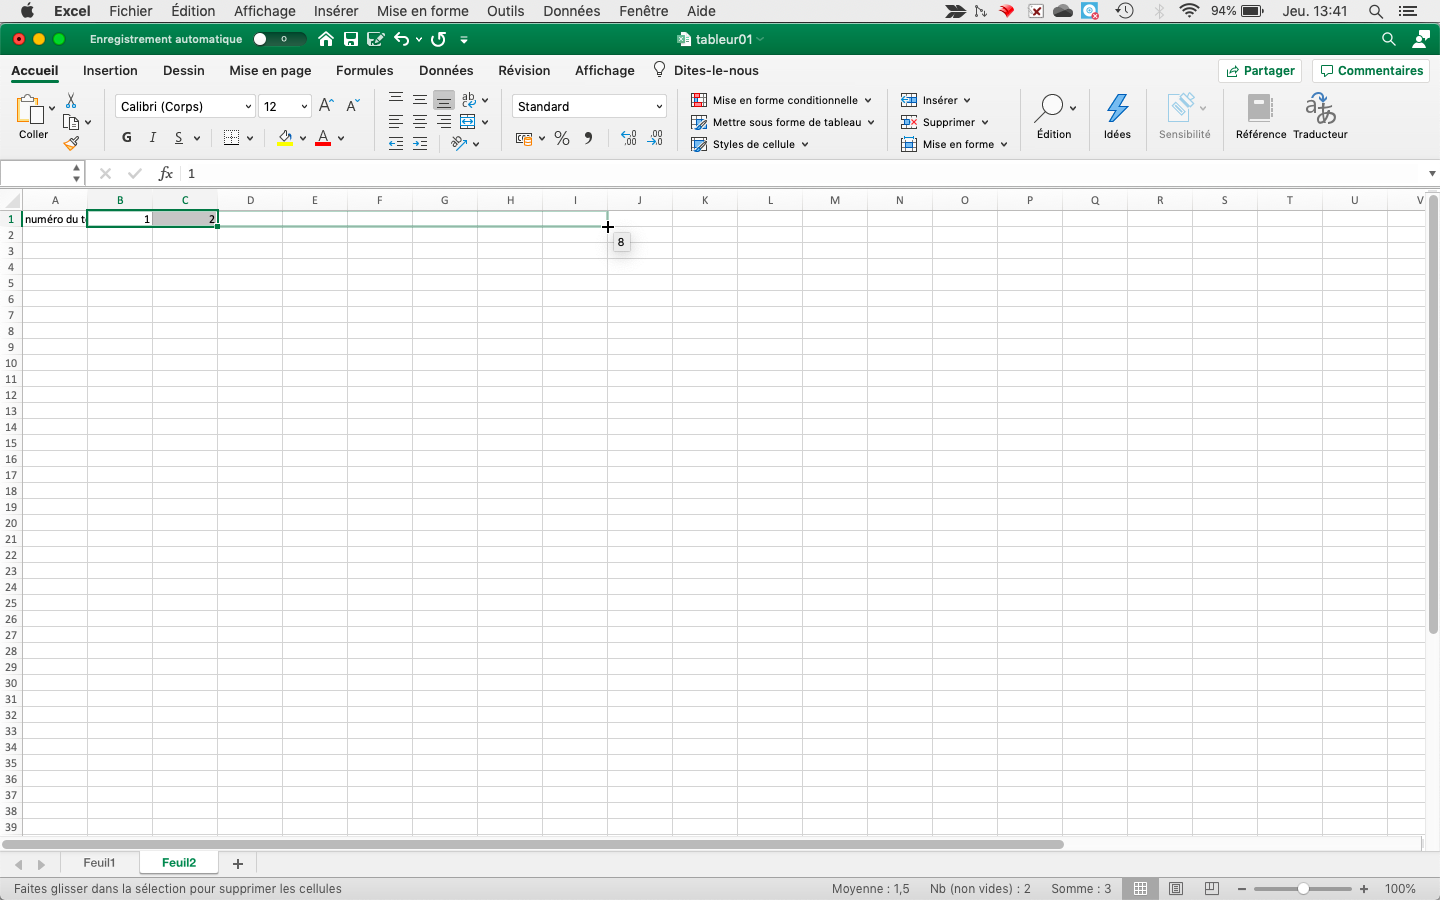 Excel Fichier Édition Affichage Insérer Mise en forme Outils Données Fenêtre Aide 94% Jeu. 13:41
Enregistrement automatique tableur01
Accueil Insertion Dessin Mise en page Formules Données Révision Affichage Dites-le-nous Partager Commentaires
Coller
Calibri (Corps) 12
G I S
Standard
Mise en forme conditionnelle
Mettre sous forme de tableau
Styles de cellule
Insérer
Supprimer
Mise en forme
Édition
Idées
Sensibilité
Référence
Traducteur
fx 1
A B C D E F G H I J K L M N O P Q R S T U V
1 numéro du t 1 2
2
8
3
4
5
6
7
8
9
10
11
12
13
14
15
16
17
18
19
20
21
22
23
24
25
26
27
28
29
30
31
32
33
34
35
36
37
38
39
Feuil1 Feuil2
Faites glisser dans la sélection pour supprimer les cellules Moyenne : 1,5 Nb (non vides) : 2 Somme : 3 100%